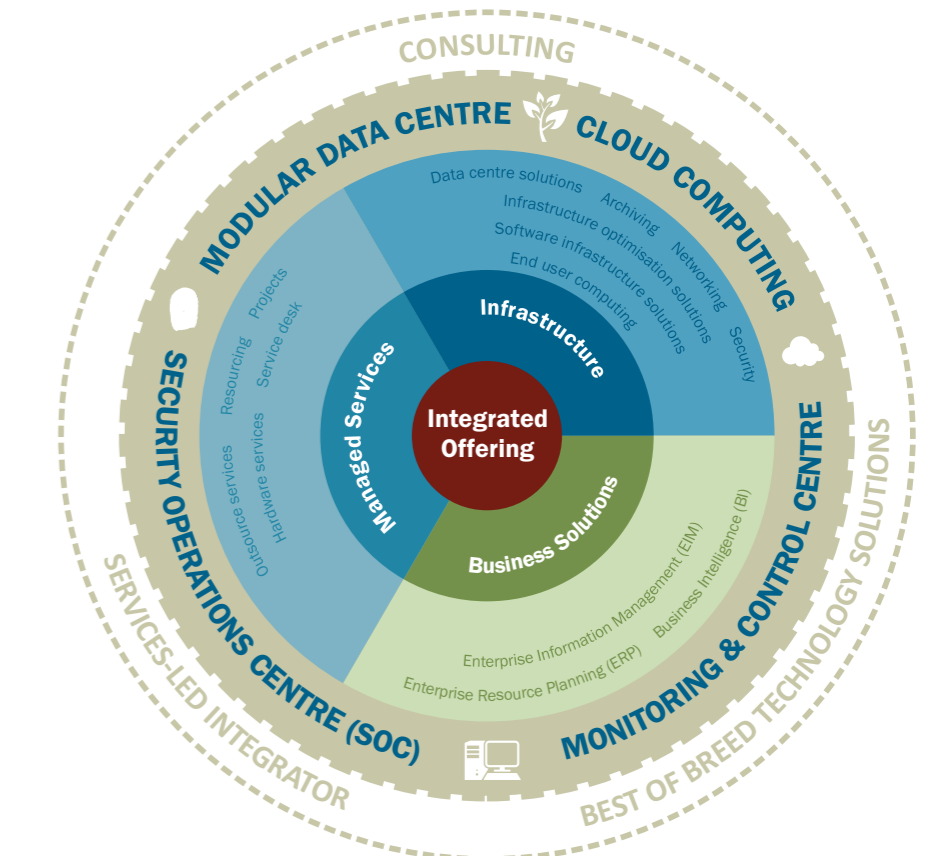 CONSULTING
MODULAR DATA CENTRE
CLOUD COMPUTING
Data centre solutions
Archiving
Networking
Security
Infrastructure optimisation solutions
Software infrastructure solutions
End user computing
Infrastructure
Projects
Service desk
Resourcing
Hardware services
Outsource services
Managed Services
Integrated
Offering
Business Solutions
Enterprise Information Management (EIM)
Business Intelligence (BI)
Enterprise Resource Planning (ERP)
SECURITY OPERATIONS CENTRE (SOC)
MONITORING & CONTROL CENTRE
SERVICES-LED INTEGRATOR
BEST OF BREED TECHNOLOGY SOLUTIONS